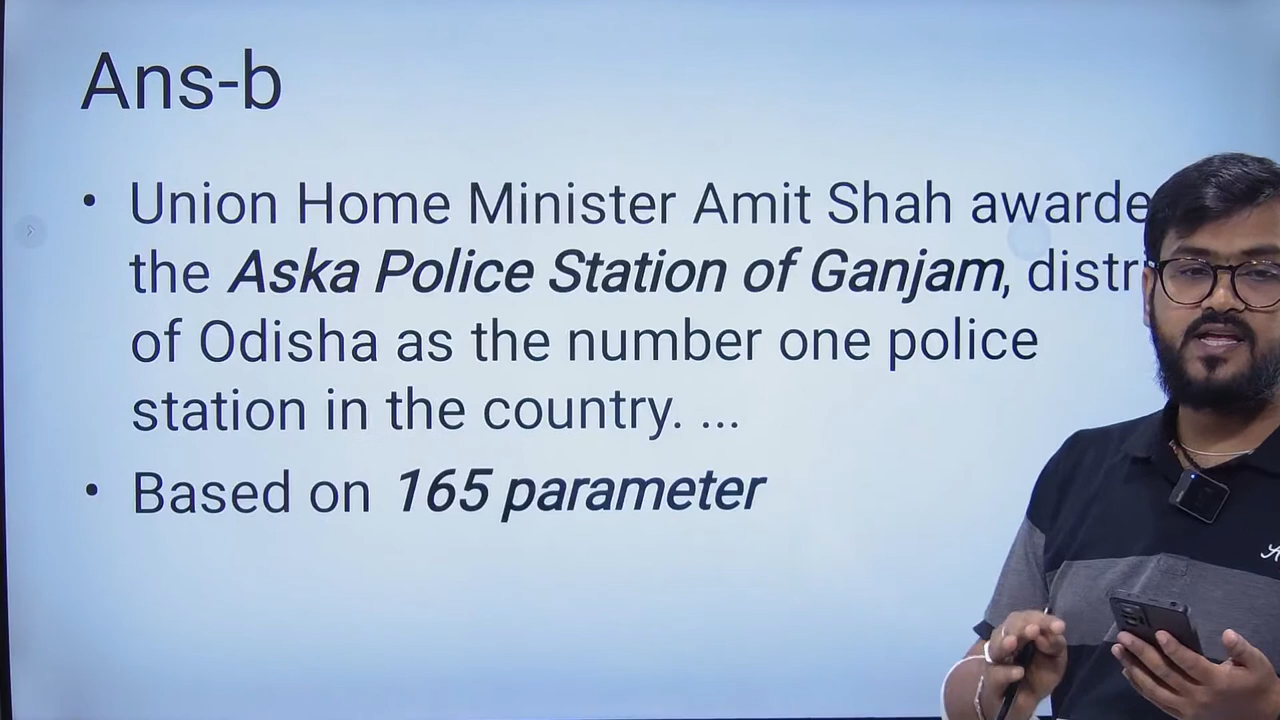 Ans-b
• Union Home Minister Amit Shah awarde
the Aska Police Station of Ganjam, distri
of Odisha as the number one police
station in the country. ...
• Based on 165 parameter